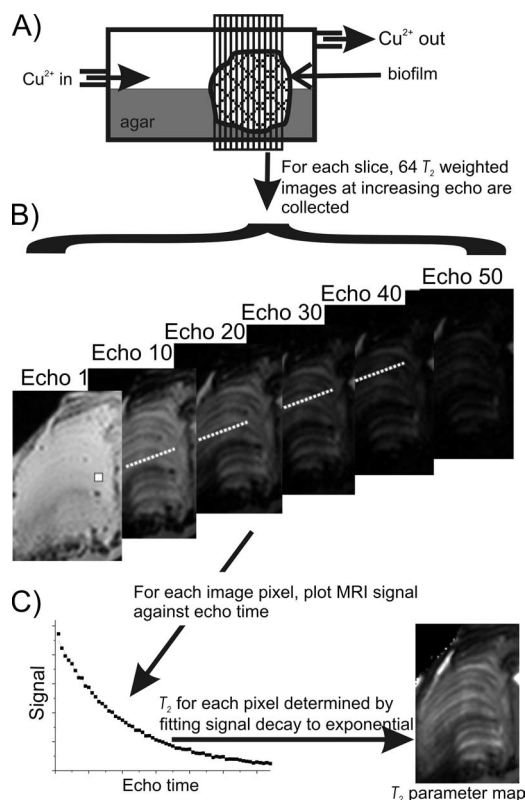 A)
Cu²⁺ out
Cu²⁺ in
biofilm
agar
For each slice, 64 T₂ weighted
images at increasing echo are
collected
B)
Echo 50
Echo 40
Echo 30
Echo 20
Echo 10
Echo 1
For each image pixel, plot MRI signal
against echo time
C)
Signal
T₂ for each pixel determined by
fitting signal decay to exponential
Echo time
T₂ parameter map